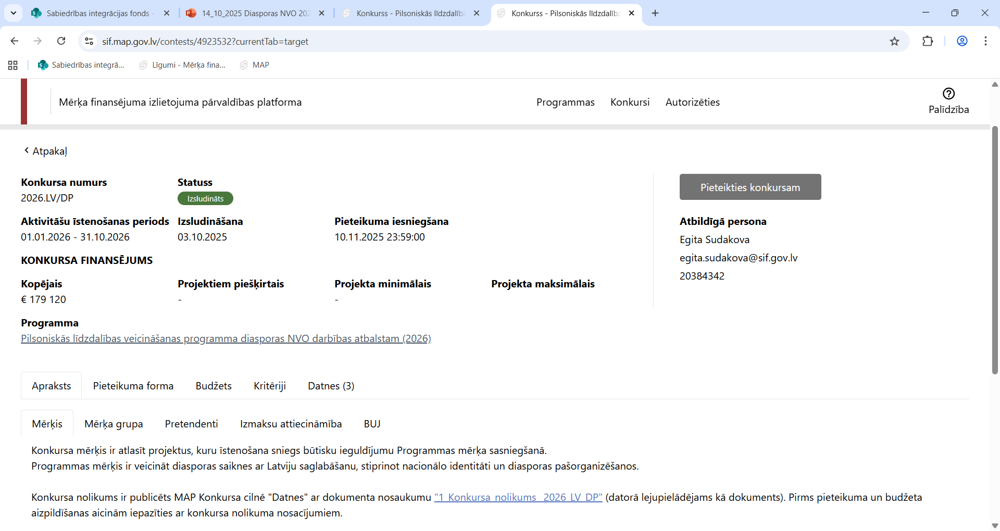 Sabiedrības integrācijas fonds -
14_10_2025 Diasporas NVO 202
Konkurss - Pilsoniskās līdzdalība
Konkurss - Pilsoniskās līdzdalība
sif.map.gov.lv/contests/4923532?currentTab=target
Sabiedrības integrā...
Līgumi - Mērķa fina...
MAP
Mērķa finansējuma izlietojuma pārvaldības platforma
Programmas
Konkursi
Autorizēties
Palīdzība
Atpakaļ
Konkursa numurs
2026.LV/DP
Statuss
Izsludināts
Aktivitāšu īstenošanas periods
01.01.2026 - 31.10.2026
Izsludināšana
03.10.2025
Pieteikuma iesniegšana
10.11.2025 23:59:00
KONKURSA FINANSĒJUMS
Kopējais
€ 179 120
Projektiem piešķirtais
-
Projekta minimālais
-
Projekta maksimālais
Programma
Pilsoniskās līdzdalības veicināšanas programma diasporas NVO darbības atbalstam (2026)
Pieteikties konkursam
Atbildīgā persona
Egita Sudakova
egita.sudakova@sif.gov.lv
20384342
Apraksts
Pieteikuma forma
Budžets
Kritēriji
Datnes (3)
Mērķis
Mērķa grupa
Pretendenti
Izmaksu attiecināmība
BUJ
Konkursa mērķis ir atlasīt projektus, kuru īstenošana sniegs būtisku ieguldījumu Programmas mērķa sasniegšanā.
Programmas mērķis ir veicināt diasporas saiknes ar Latviju saglabāšanu, stiprinot nacionālo identitāti un diasporas pašorganizēšanos.
Konkursa nolikums ir publicēts MAP Konkursa cilnē "Datnes" ar dokumenta nosaukumu "1_Konkursa_nolikums_ 2026_LV_DP" (datorā lejupielādējams kā dokuments). Pirms pieteikuma un budžeta
aizpildīšanas aicinām iepazīties ar konkursa nolikuma nosacījumiem.